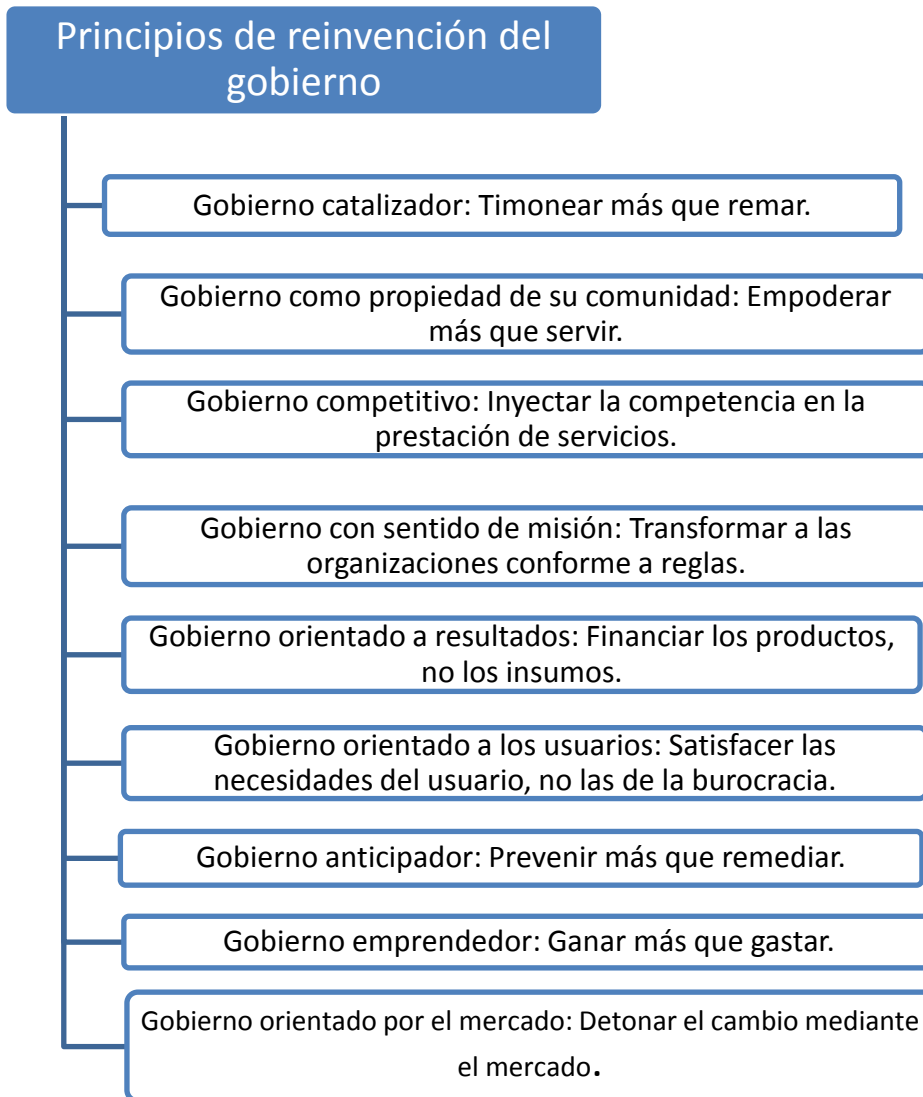 Principios de reinvención del
gobierno
Gobierno catalizador: Timonear más que remar.
Gobierno como propiedad de su comunidad: Empoderar
más que servir.
Gobierno competitivo: Inyectar la competencia en la
prestación de servicios.
Gobierno con sentido de misión: Transformar a las
organizaciones conforme a reglas.
Gobierno orientado a resultados: Financiar los productos,
no los insumos.
Gobierno orientado a los usuarios: Satisfacer las
necesidades del usuario, no las de la burocracia.
Gobierno anticipador: Prevenir más que remediar.
Gobierno emprendedor: Ganar más que gastar.
Gobierno orientado por el mercado: Detonar el cambio mediante
el mercado.